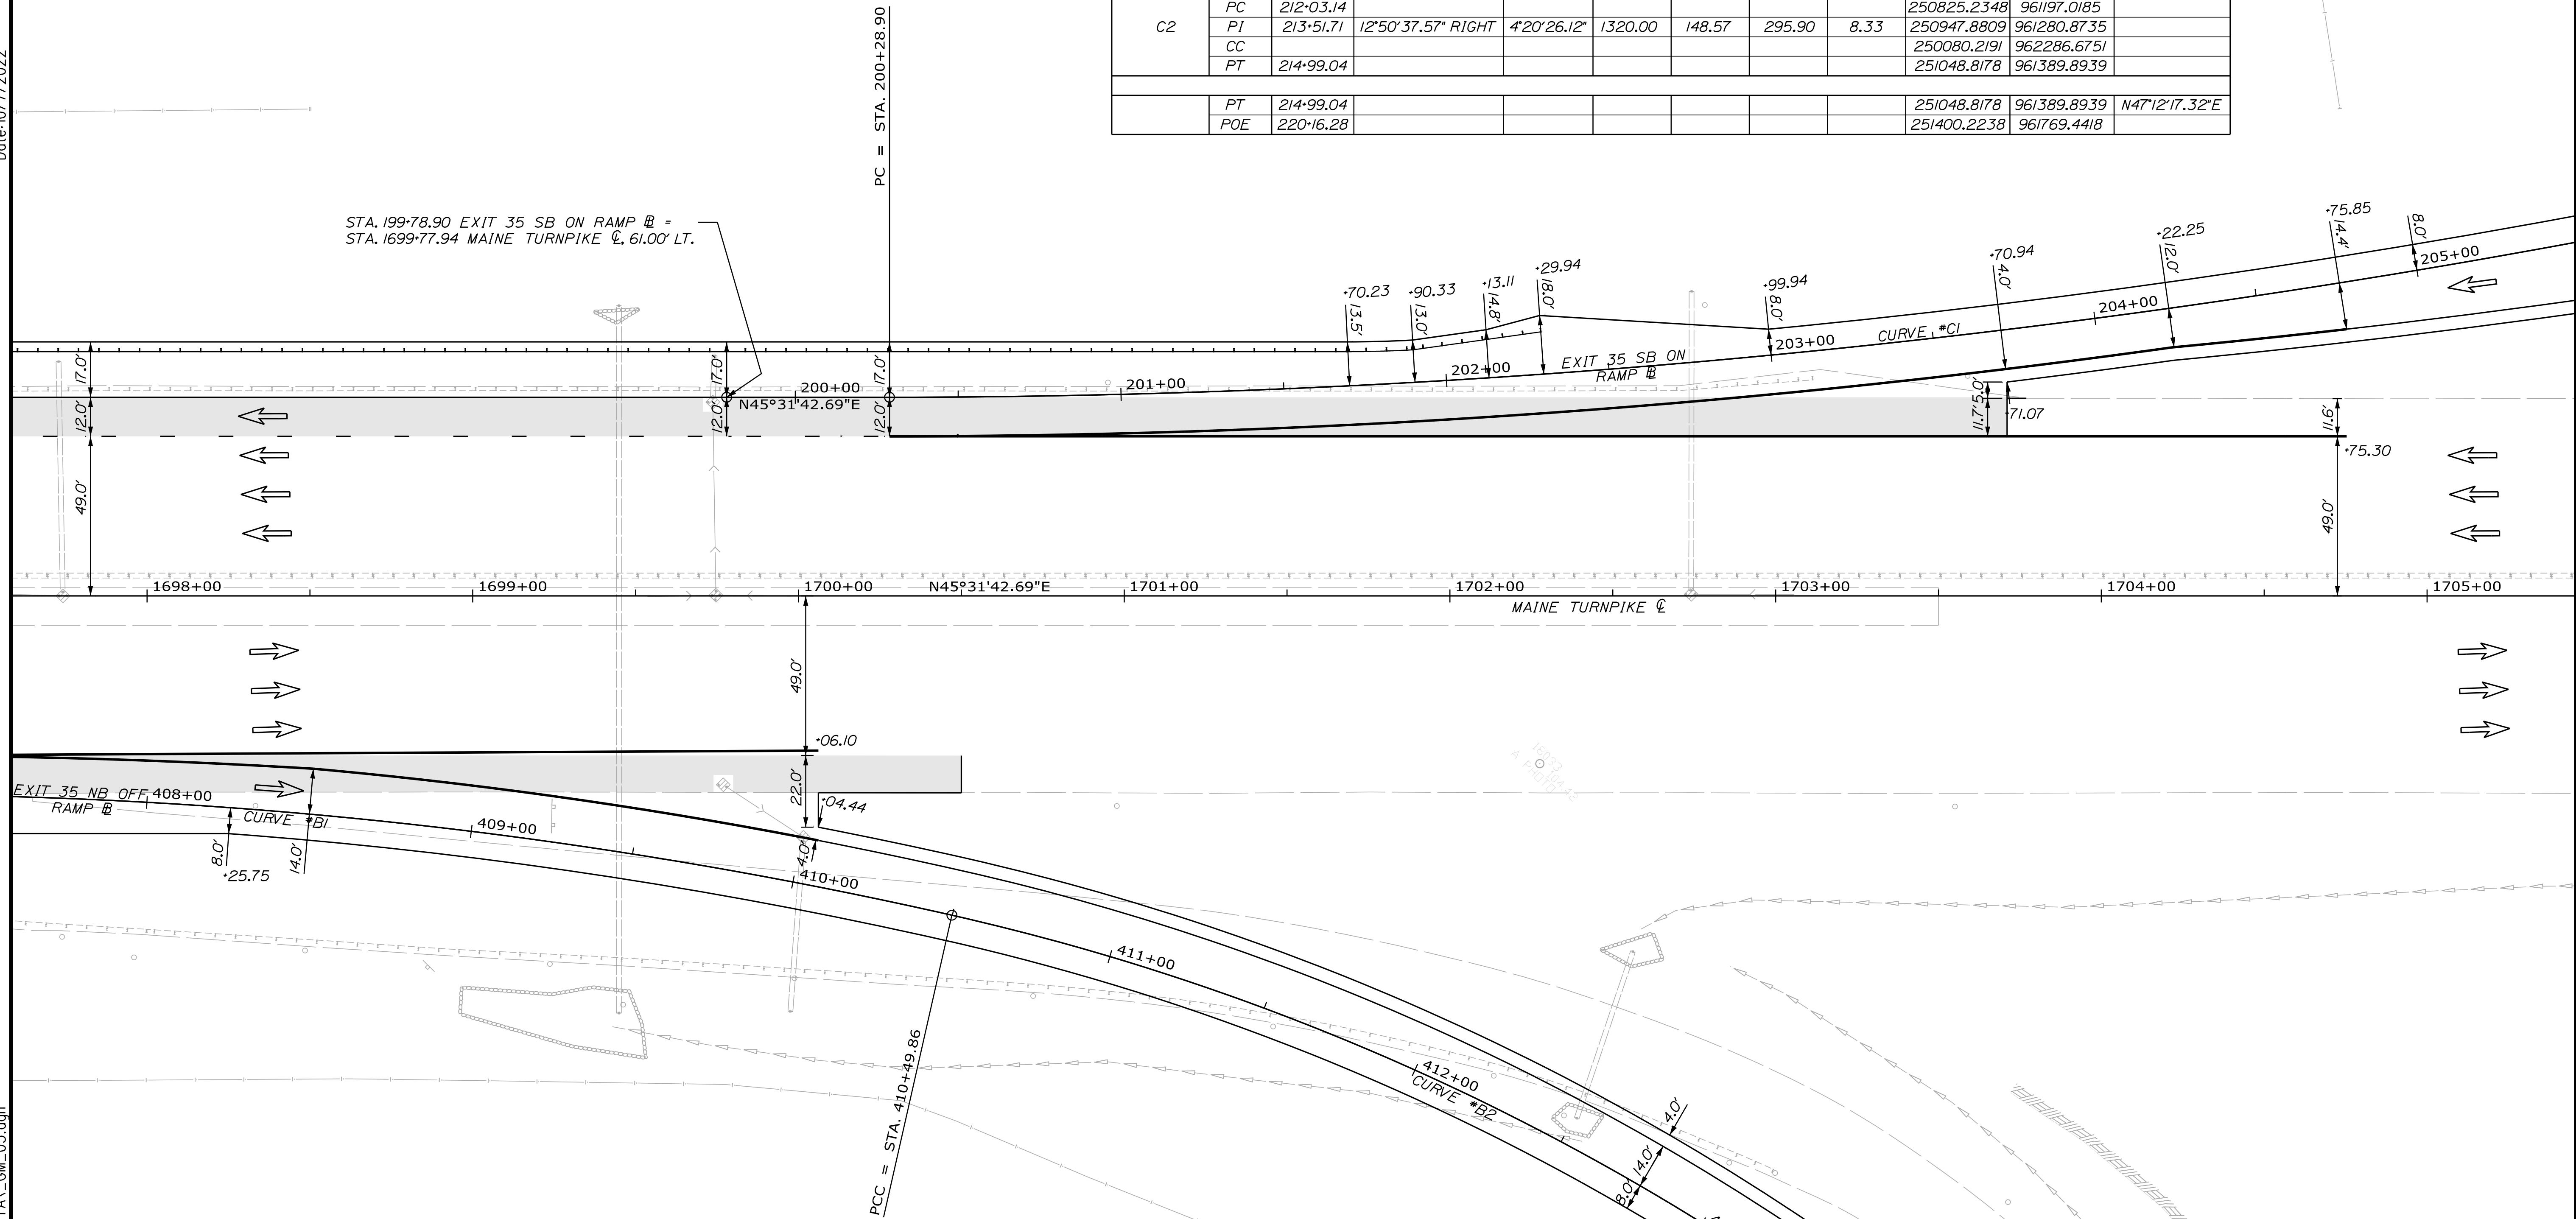 PC 212+03.14 250825.2348 961197.0185
C2 PI 213+51.71 12°50'37.57" RIGHT 4°20'26.12" 1320.00 148.57 295.90 8.33 250947.8809 961280.8735
CC 250080.2191 962286.6751
PT 214+99.04 251048.8178 961389.8939
PT 214+99.04 251048.8178 961389.8939 N47°12'17.32"E
POE 220+16.28 251400.2238 961769.4418
Date:10/7/2022
PC = STA. 200+28.90
STA. 199+78.90 EXIT 35 SB ON RAMP BL =
STA. 1699+77.94 MAINE TURNPIKE CL, 61.00' LT.
+70.23
13.5'
+90.33
13.0'
+13.11
14.8'
+29.94
18.0'
+99.94
8.0'
+70.94
4.0'
+22.25
12.0'
+75.85
14.4'
8.0'
205+00
204+00
CURVE #C1
203+00
EXIT 35 SB ON
RAMP BL
202+00
201+00
200+00
N45°31'42.69"E
17.0'
17.0'
17.0'
12.0'
12.0'
12.0'
5.0'
11.7'
+71.07
11.6'
+75.30
49.0'
49.0'
1698+00
1699+00
1700+00
N45°31'42.69"E
1701+00
1702+00
1703+00
1704+00
1705+00
MAINE TURNPIKE CL
49.0'
+06.10
22.0'
+04.44
EXIT 35 NB OFF
RAMP BL
408+00
CURVE #B1
409+00
8.0'
+25.75
14.0'
4.0'
410+00
411+00
PCC = STA. 410+49.86
412+00
CURVE #B2
4.0'
14.0'
8.0'